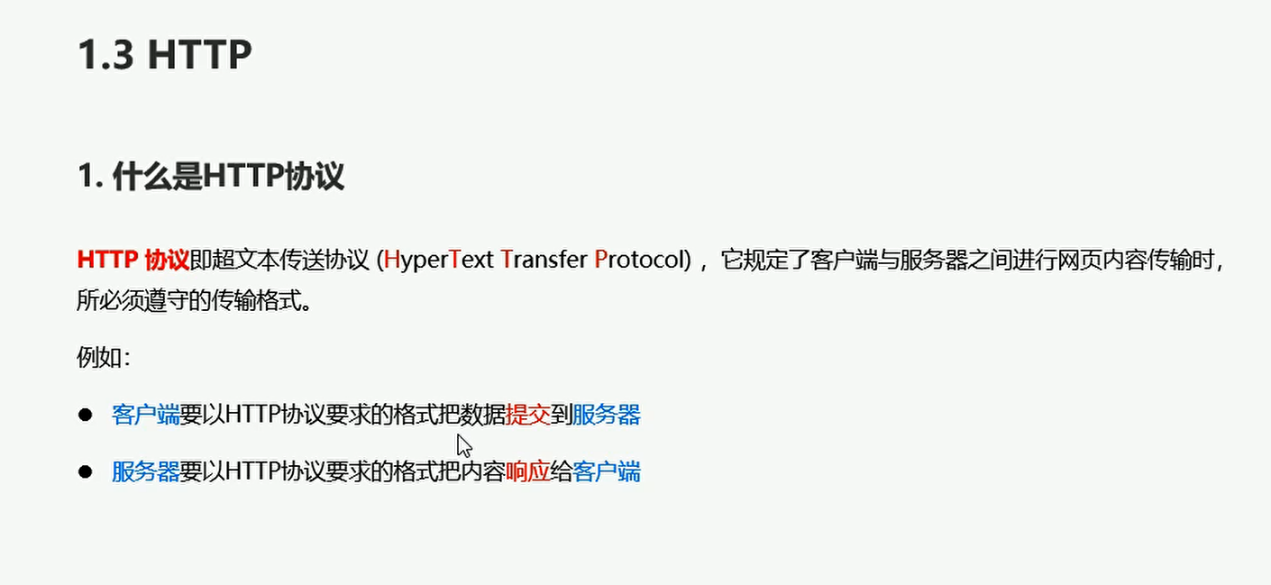 1.3 HTTP
1. 什么是HTTP协议
HTTP 协议即超文本传送协议 (HyperText Transfer Protocol) ，它规定了客户端与服务器之间进行网页内容传输时，
所必须遵守的传输格式。
例如：
● 客户端要以HTTP协议要求的格式把数据提交到服务器
● 服务器要以HTTP协议要求的格式把内容响应给客户端